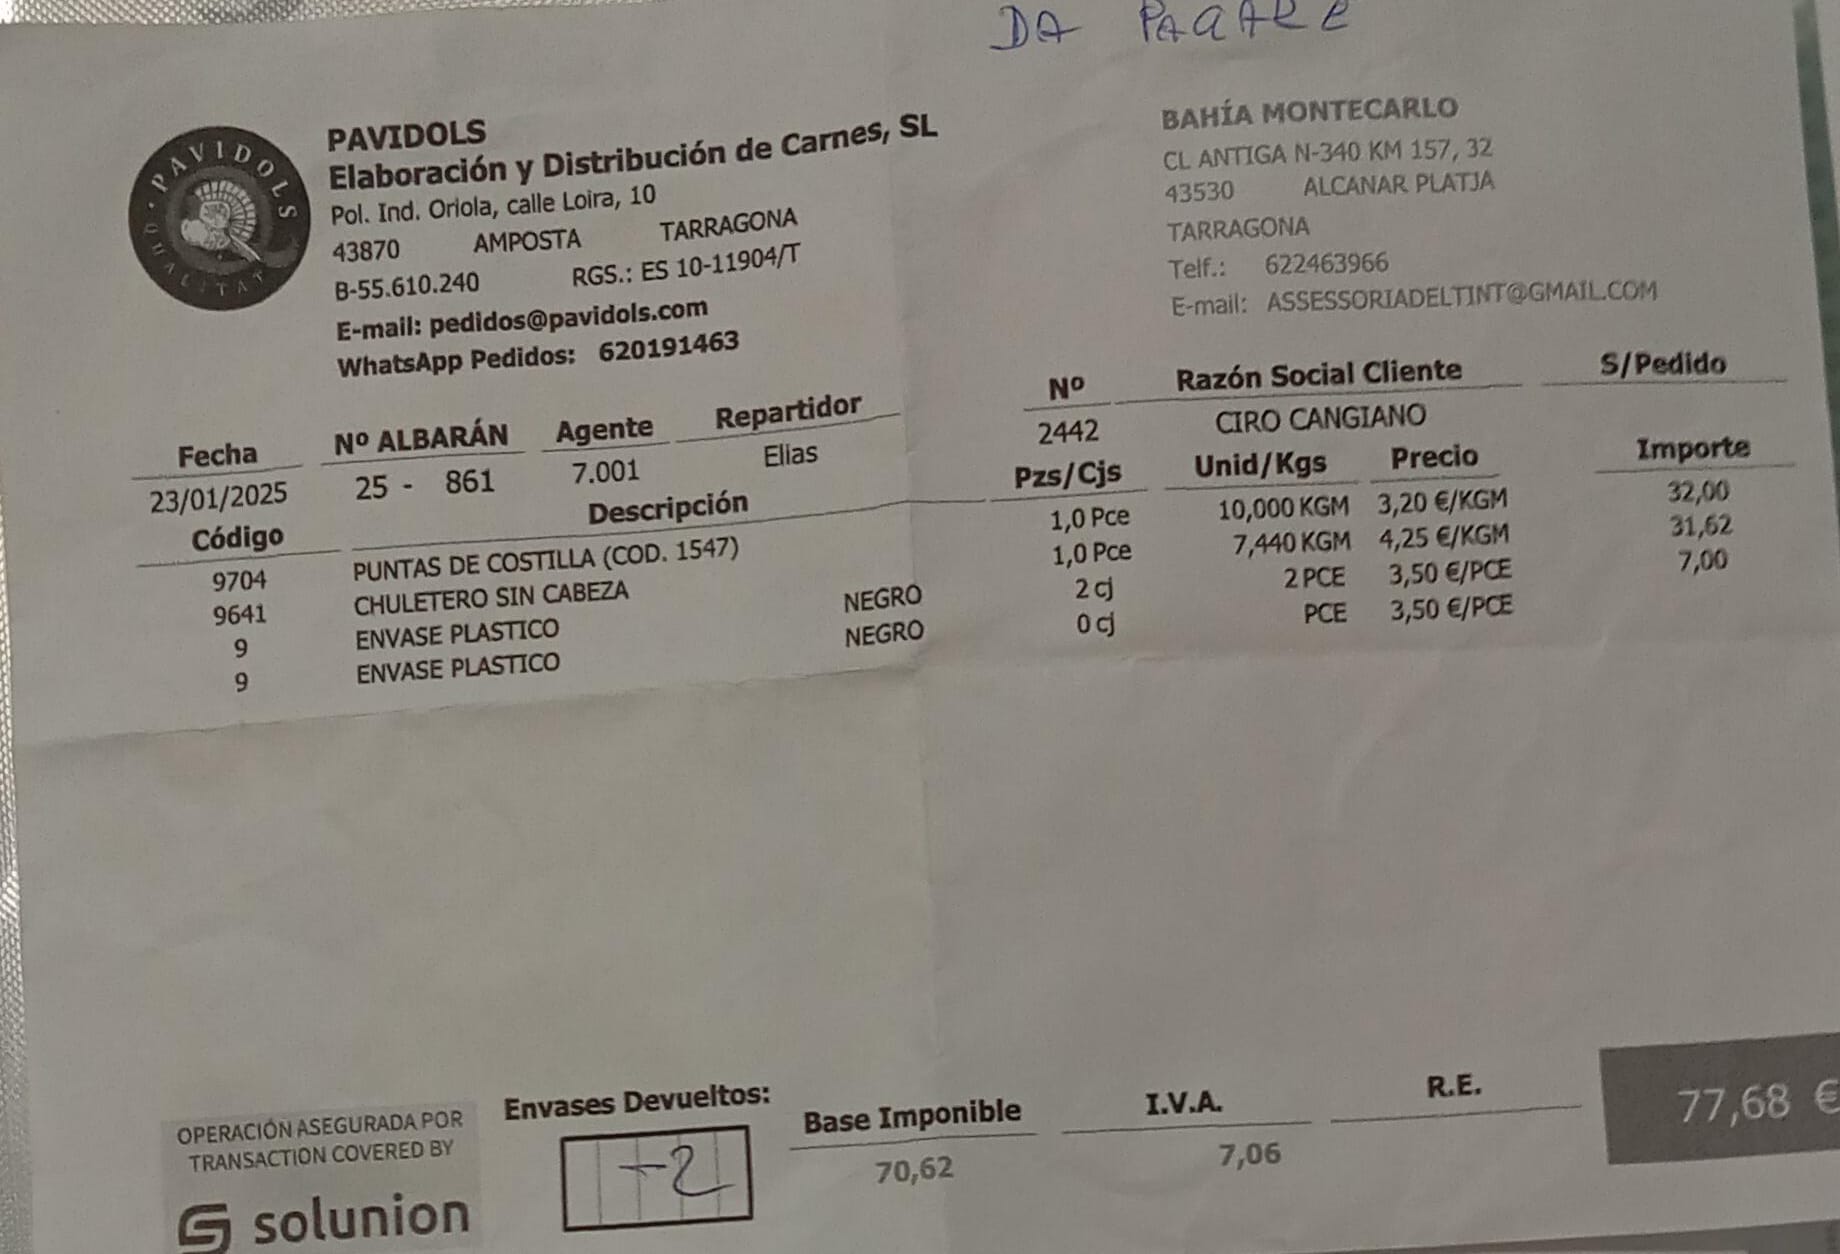 DA PAGARE
PAVIDOLS
QUALITAT
PAVIDOLS
Elaboración y Distribución de Carnes, SL
Pol. Ind. Oriola, calle Loira, 10
43870 AMPOSTA TARRAGONA
B-55.610.240 RGS.: ES 10-11904/T
E-mail: pedidos@pavidols.com
WhatsApp Pedidos: 620191463
BAHÍA MONTECARLO
CL ANTIGA N-340 KM 157, 32
43530 ALCANAR PLATJA
TARRAGONA
Telf.: 622463966
E-mail: ASSESSORIADELTINT@GMAIL.COM
Fecha Nº ALBARÁN Agente Repartidor Nº Razón Social Cliente S/Pedido
23/01/2025 25 - 861 7.001 Elias 2442 CIRO CANGIANO
Código Descripción Pzs/Cjs Unid/Kgs Precio Importe
9704 PUNTAS DE COSTILLA (COD. 1547) 1,0 Pce 10,000 KGM 3,20 €/KGM 32,00
9641 CHULETERO SIN CABEZA 1,0 Pce 7,440 KGM 4,25 €/KGM 31,62
9 ENVASE PLASTICO NEGRO 2 cj 2 PCE 3,50 €/PCE 7,00
9 ENVASE PLASTICO NEGRO 0 cj PCE 3,50 €/PCE
OPERACIÓN ASEGURADA POR
TRANSACTION COVERED BY
solunion
Envases Devueltos:
+2
Base Imponible I.V.A. R.E.
70,62 7,06 77,68 €